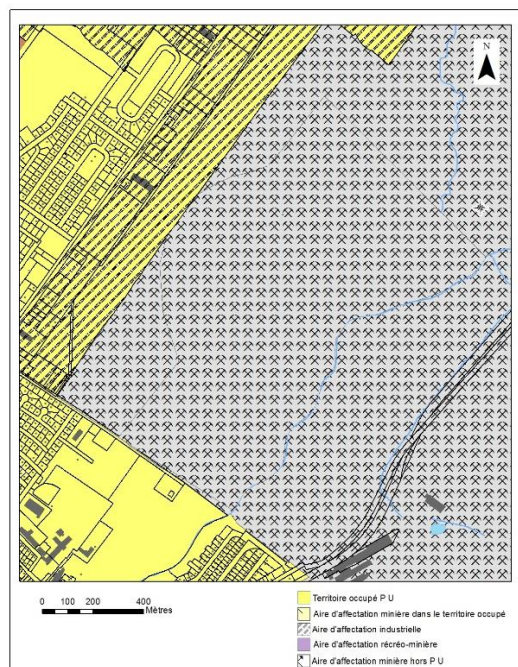 N
0 100 200 400
Mètres
Territoire occupé P U
Aire d'affectation minière dans le territoire occupé
Aire d'affectation industrielle
Aire d'affectation récréo-minière
Aire d'affectation minière hors P U